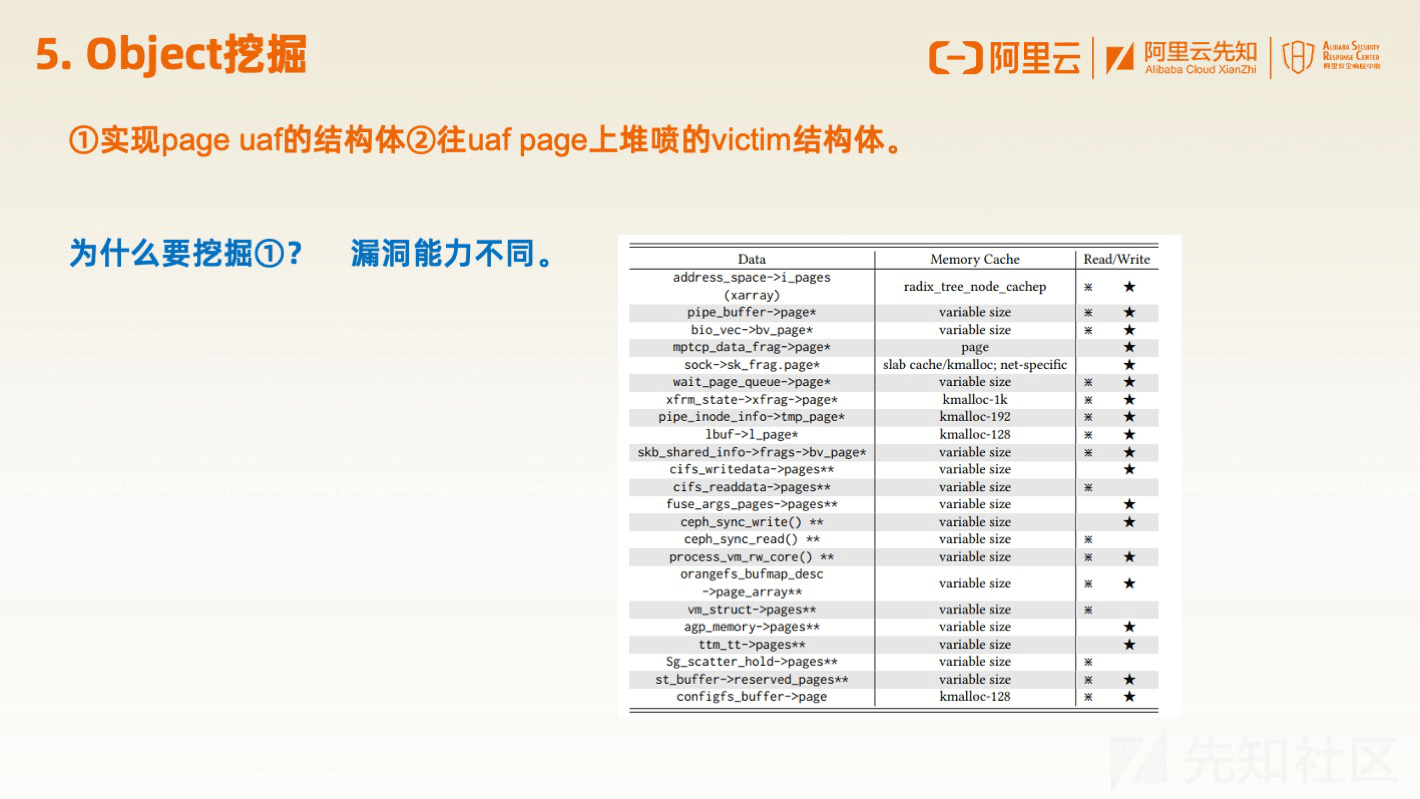 5. Object挖掘
阿里云
阿里云先知
Alibaba Cloud XianZhi
ALIBABA SECURITY
RESPONSE CENTER
阿里安全响应中心
①实现page uaf的结构体②往uaf page上堆喷的victim结构体。
为什么要挖掘①? 漏洞能力不同。
Data Memory Cache Read/Write
address_space->i_pages
(xarray) radix_tree_node_cachep ⋇ ★
pipe_buffer->page* variable size ⋇ ★
bio_vec->bv_page* variable size ⋇ ★
mptcp_data_frag->page* page ★
sock->sk_frag.page* slab cache/kmalloc; net-specific ★
wait_page_queue->page* variable size ⋇ ★
xfrm_state->xfrag->page* kmalloc-1k ⋇ ★
pipe_inode_info->tmp_page* kmalloc-192 ⋇ ★
lbuf->l_page* kmalloc-128 ⋇ ★
skb_shared_info->frags->bv_page* variable size ⋇ ★
cifs_writedata->pages** variable size ★
cifs_readdata->pages** variable size ⋇
fuse_args_pages->pages** variable size ★
ceph_sync_write() ** variable size ★
ceph_sync_read() ** variable size ⋇
process_vm_rw_core() ** variable size ⋇ ★
orangefs_bufmap_desc
->page_array** variable size ⋇ ★
vm_struct->pages** variable size ⋇
agp_memory->pages** variable size ★
ttm_tt->pages** variable size ★
Sg_scatter_hold->pages** variable size ⋇
st_buffer->reserved_pages** variable size ⋇ ★
configfs_buffer->page kmalloc-128 ⋇ ★
先知社区